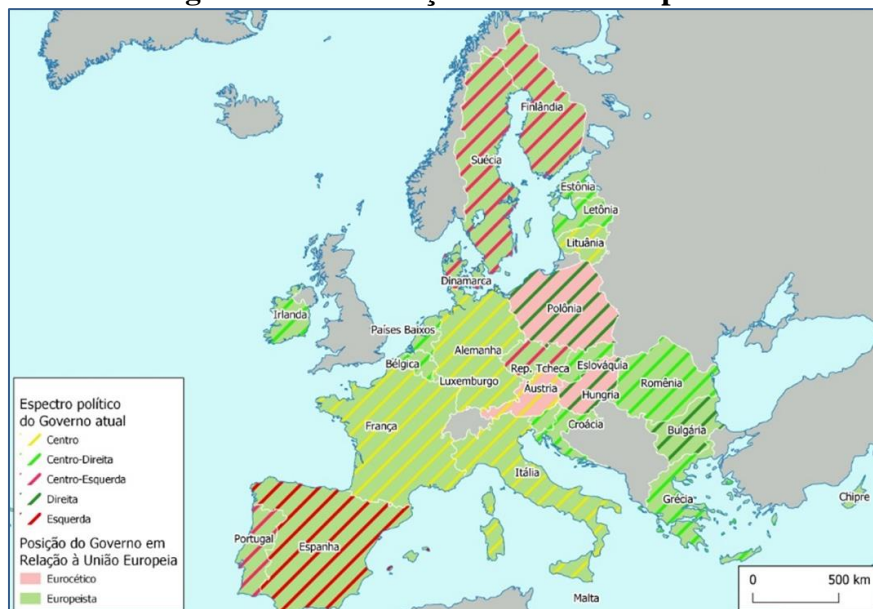 Finlândia
Suécia
Estônia
Letônia
Lituânia
Dinamarca
Irlanda
Polônia
Países Baixos
Alemanha
Bélgica
Rep. Tcheca
Eslováquia
Luxemburgo
Áustria
Hungria
Romênia
França
Croácia
Bulgária
Itália
Grécia
Chipre
Portugal
Espanha
Malta
Espectro político
do Governo atual
Centro
Centro-Direita
Centro-Esquerda
Direita
Esquerda
Posição do Governo em
Relação à União Europeia
Eurocético
Europeista
0 500 km